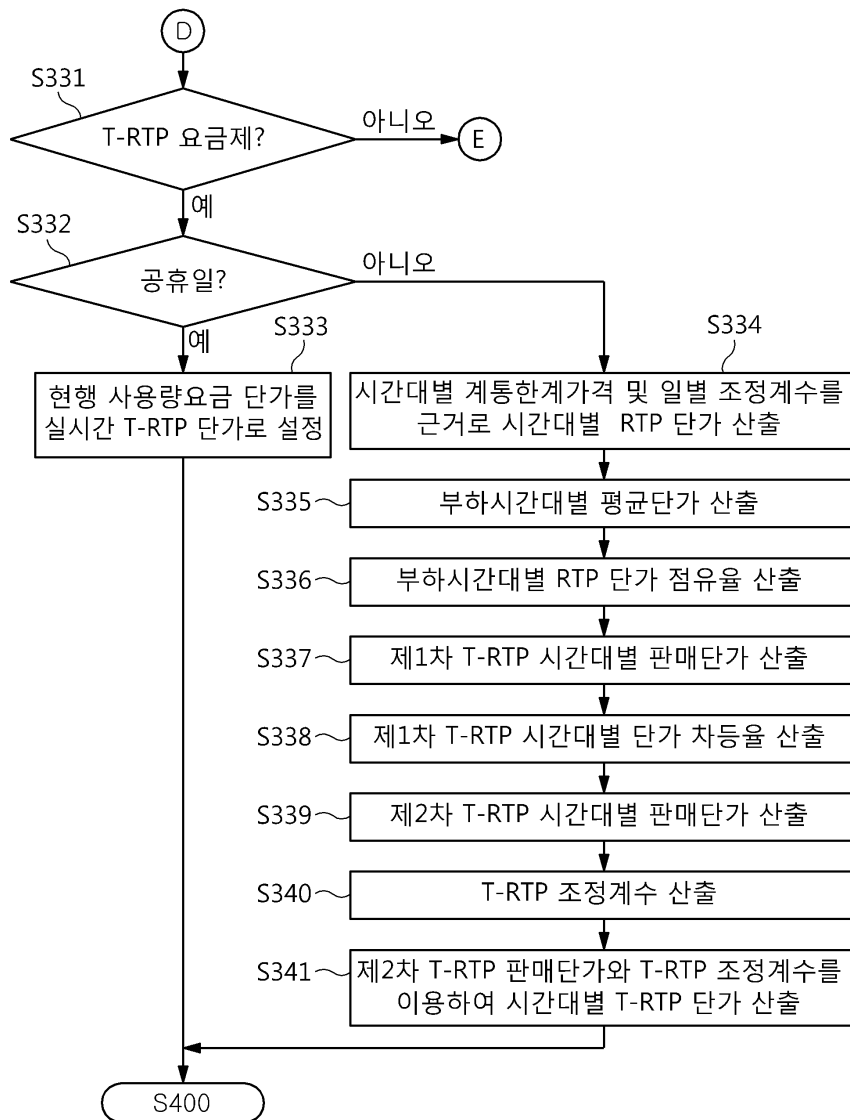 D
S331
T-RTP 요금제?
아니오
E
예
S332
공휴일?
아니오
예
S333
현행 사용량요금 단가를
실시간 T-RTP 단가로 설정
S334
시간대별 계통한계가격 및 일별 조정계수를
근거로 시간대별 RTP 단가 산출
S335
부하시간대별 평균단가 산출
S336
부하시간대별 RTP 단가 점유율 산출
S337
제1차 T-RTP 시간대별 판매단가 산출
S338
제1차 T-RTP 시간대별 단가 차등율 산출
S339
제2차 T-RTP 시간대별 판매단가 산출
S340
T-RTP 조정계수 산출
S341
제2차 T-RTP 판매단가와 T-RTP 조정계수를
이용하여 시간대별 T-RTP 단가 산출
S400